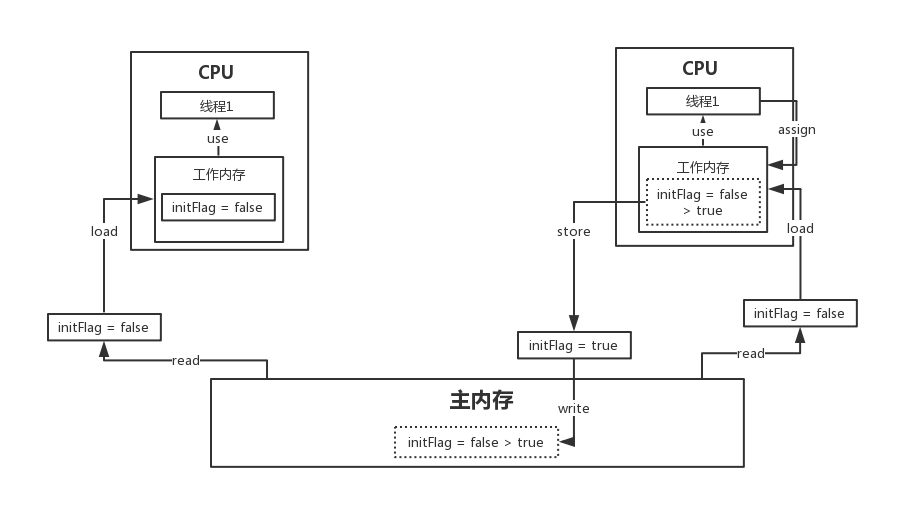 CPU
线程1
use
工作内存
initFlag = false
load
initFlag = false
read
CPU
线程1
assign
use
工作内存
initFlag = false
> true
store
load
initFlag = false
initFlag = true
read
主内存
write
initFlag = false > true